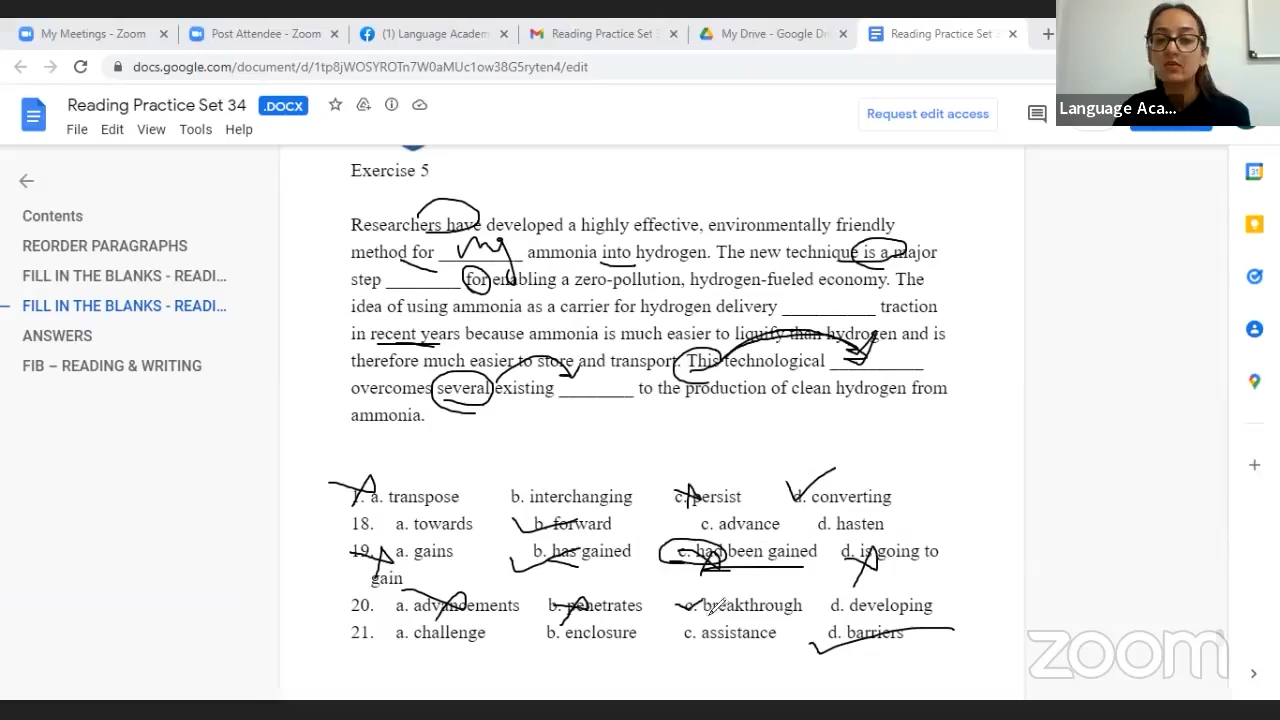 My Meetings - Zoom
Post Attendee - Zoom
(1) Language Academ
Reading Practice Set
My Drive - Google Dri
Reading Practice Set 3
docs.google.com/document/d/1tp8jWOSYROTn7W0aMUc1ow38G5ryten4/edit
Reading Practice Set 34
.DOCX
Request edit access
Language Aca...
File Edit View Tools Help
Contents
REORDER PARAGRAPHS
FILL IN THE BLANKS - READI...
FILL IN THE BLANKS - READI...
ANSWERS
FIB – READING & WRITING
Exercise 5
Researchers have developed a highly effective, environmentally friendly
method for _________ ammonia into hydrogen. The new technique is a major
step ________ for enabling a zero-pollution, hydrogen-fueled economy. The
idea of using ammonia as a carrier for hydrogen delivery __________ traction
in recent years because ammonia is much easier to liquify than hydrogen and is
therefore much easier to store and transport. This technological __________
overcomes several existing ________ to the production of clean hydrogen from
ammonia.
ing
1. a. transpose b. interchanging c. persist d. converting
18. a. towards b. forward c. advance d. hasten
19. a. gains b. has gained c. had been gained d. is going to
gain
20. a. advancements b. penetrates c. breakthrough d. developing
21. a. challenge b. enclosure c. assistance d. barriers
zoom
31